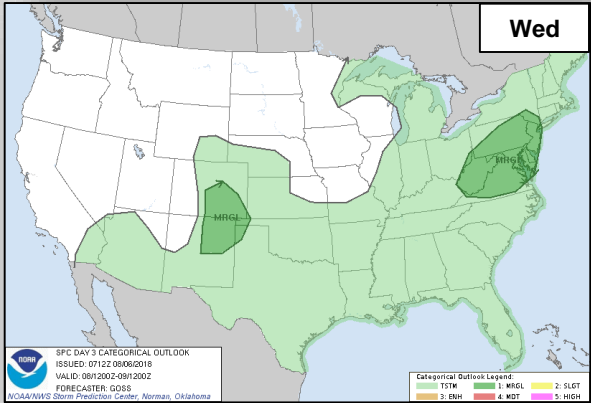 Wed
MRGL
MRGL
NOAA
SPC DAY 3 CATEGORICAL OUTLOOK
ISSUED: 0712Z 08/06/2018
VALID: 08/1200Z-09/1200Z
FORECASTER: GOSS
NOAA/NWS Storm Prediction Center, Norman, Oklahoma
Categorical Outlook Legend:
TSTM 1: MRGL 2: SLGT
3: ENH 4: MDT 5: HIGH